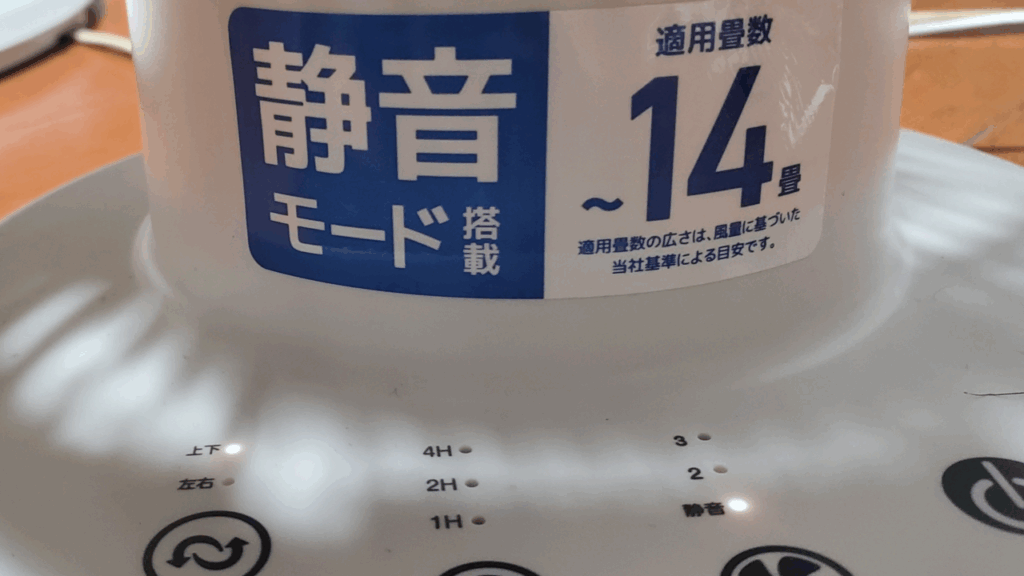 静音
モード搭載
適用畳数
～14畳
適用畳数の広さは、風量に基づいた
当社基準による目安です。
上下
左右
4H
2H
1H
3
2
静音